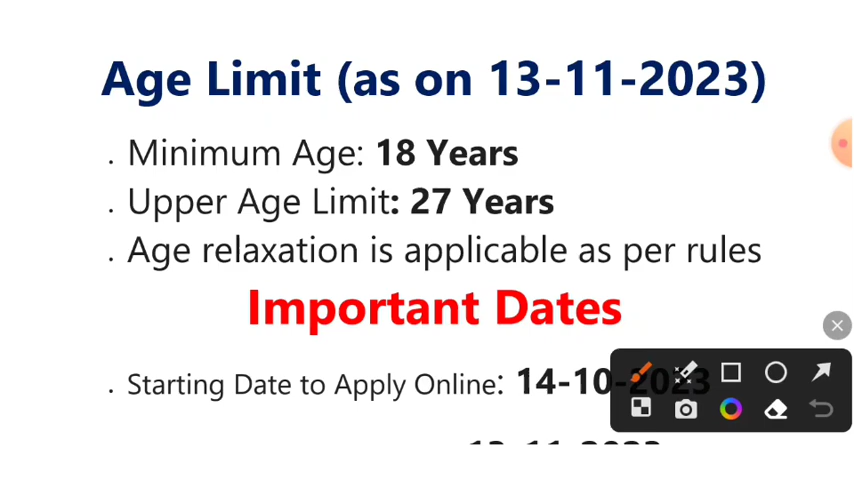 Age Limit (as on 13-11-2023)
. Minimum Age: 18 Years
. Upper Age Limit: 27 Years
. Age relaxation is applicable as per rules
Important Dates
. Starting Date to Apply Online: 14-10-2023